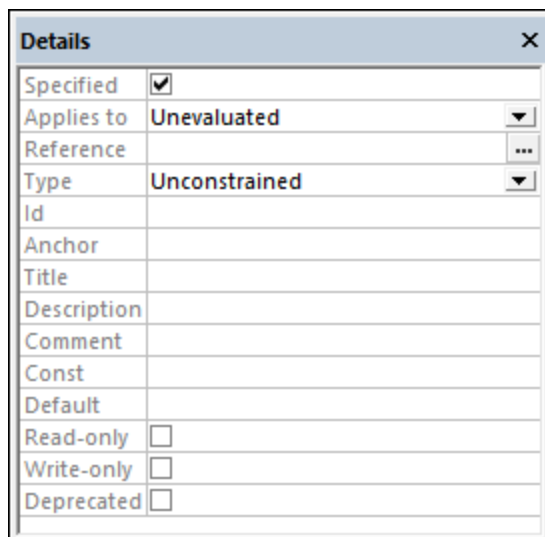 Details
Specified
Applies to Unevaluated
Reference ...
Type Unconstrained
Id
Anchor
Title
Description
Comment
Const
Default
Read-only
Write-only
Deprecated